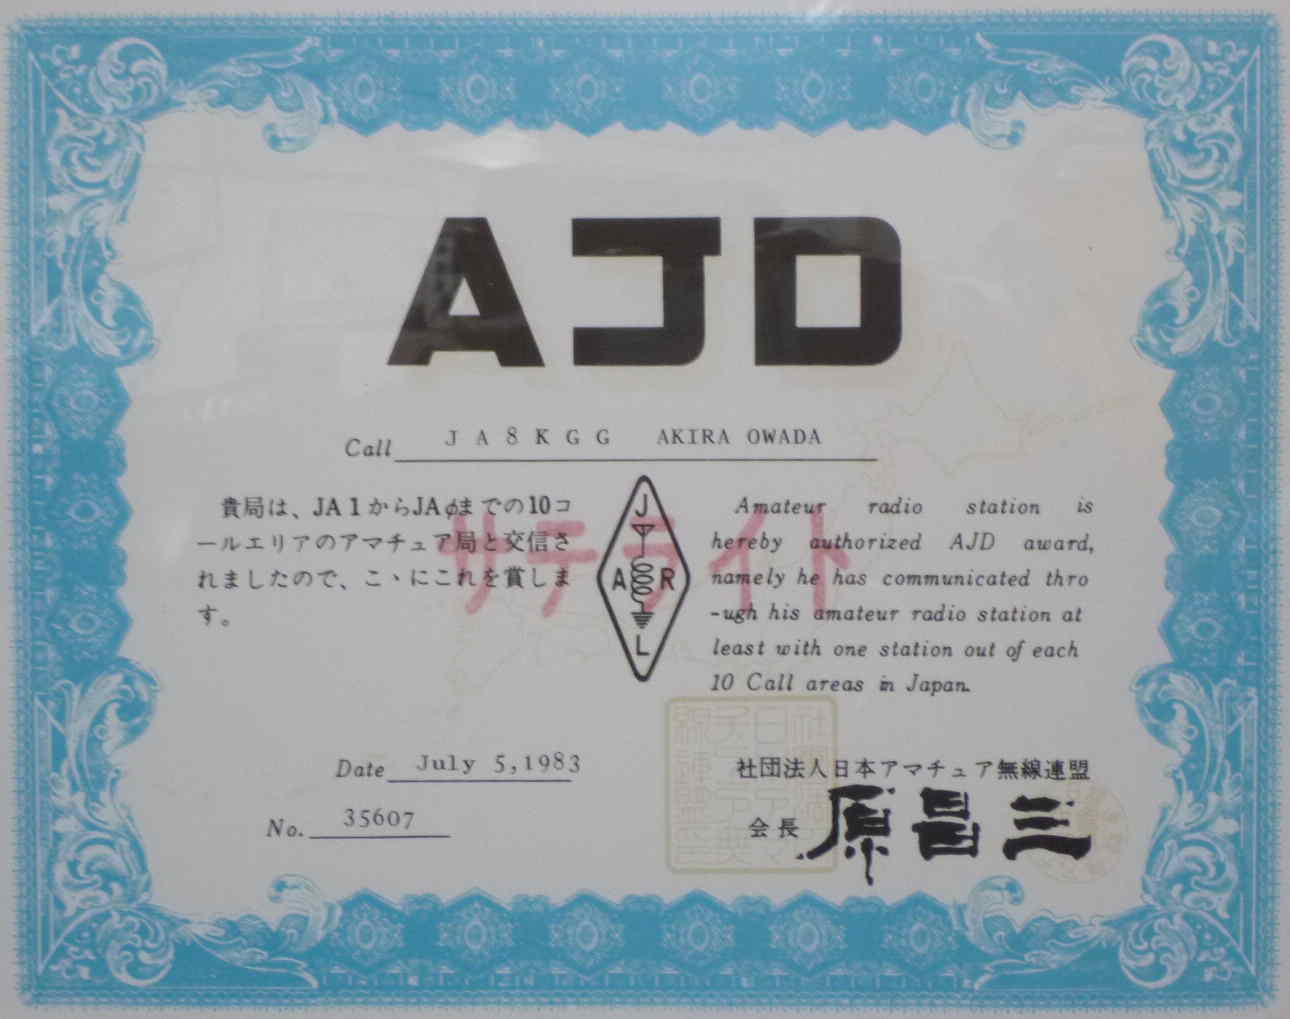 AJD
Call JA8KGG AKIRA OWADA
貴局は、JA1からJAφまでの10コ
ールエリアのアマチュア局と交信さ
れましたので、こゝにこれを賞しま
す。
サテライト
J
A R
L
Amateur radio station is
hereby authorized AJD award,
namely he has communicated thro
-ugh his amateur radio station at
least with one station out of each
10 Call areas in Japan.
Date July 5,1983
No. 35607
社団法人日本アマチュア無線連盟
会長 原昌三